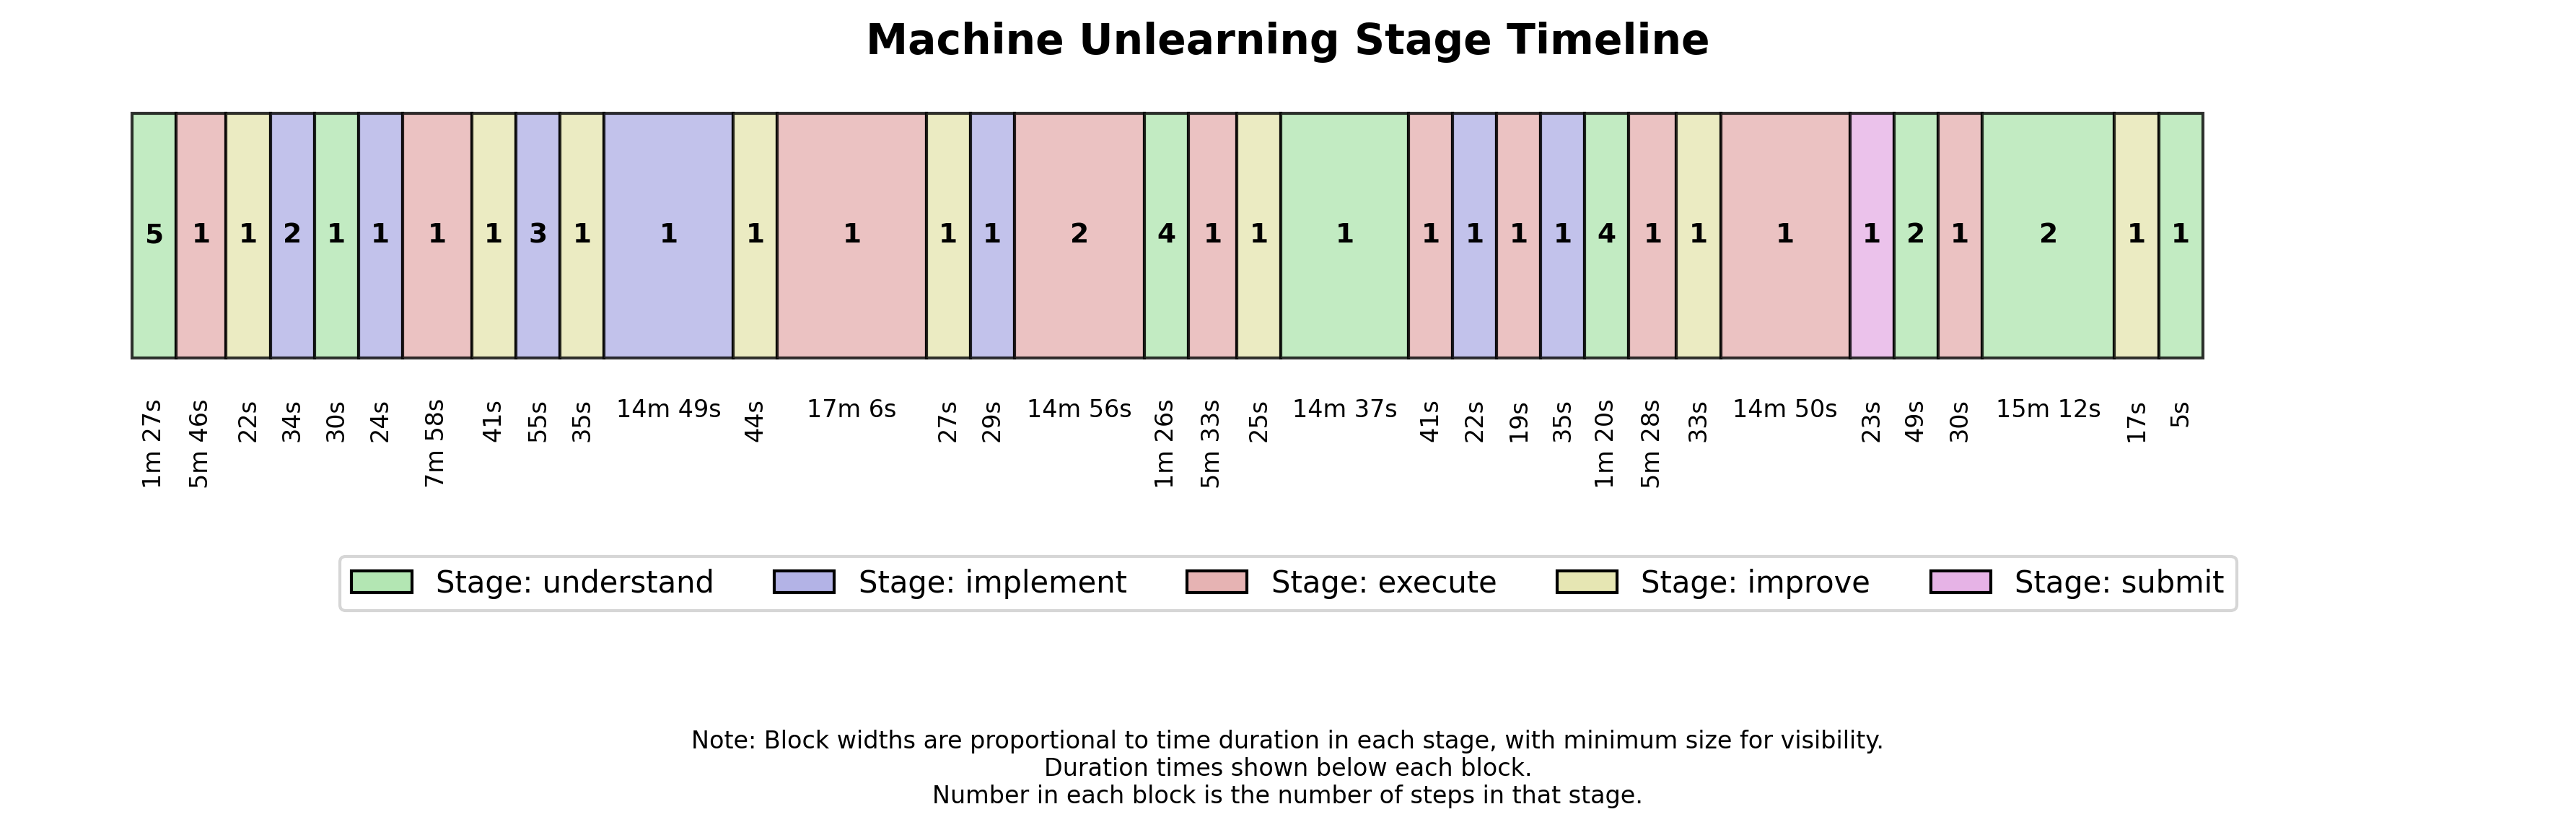 Machine Unlearning Stage Timeline
5 1 1 2 1 1 1 1 3 1 1 1 1 1 1 2 4 1 1 1 1 1 1 1 4 1 1 1 1 2 1 2 1 1
1m 27s 5m 46s 22s 34s 30s 24s 7m 58s 41s 55s 35s 14m 49s 44s 17m 6s 27s 29s 14m 56s 1m 26s 5m 33s 25s 14m 37s 41s 22s 19s 35s 1m 20s 5m 28s 33s 14m 50s 23s 49s 30s 15m 12s 17s 5s
Stage: understand Stage: implement Stage: execute Stage: improve Stage: submit
Note: Block widths are proportional to time duration in each stage, with minimum size for visibility.
Duration times shown below each block.
Number in each block is the number of steps in that stage.